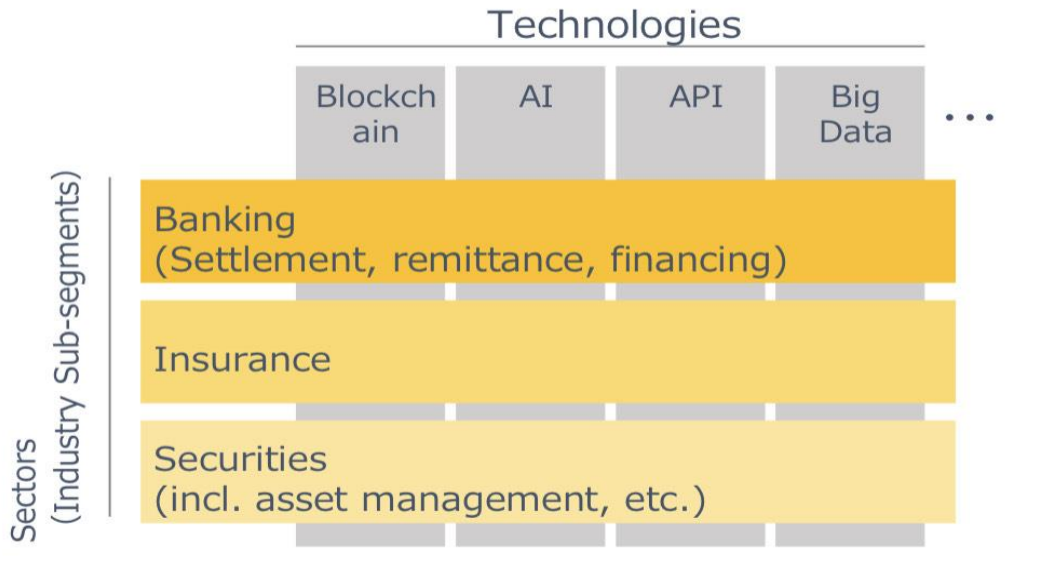 Technologies
Blockch
ain
AI
API
Big
Data
...
Sectors
(Industry Sub-segments)
Banking
(Settlement, remittance, financing)
Insurance
Securities
(incl. asset management, etc.)